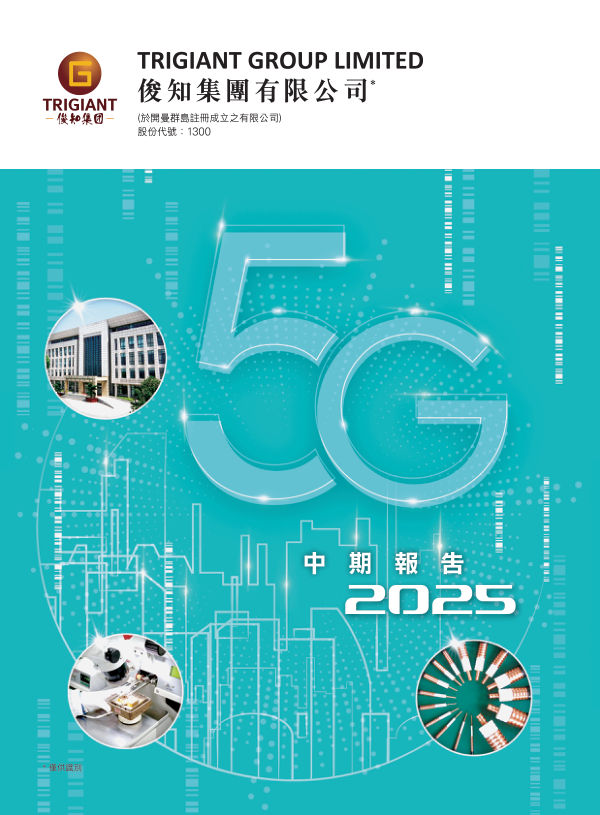 TRIGIANT GROUP LIMITED
俊知集團有限公司*
(於開曼群島註冊成立之有限公司)
股份代號：1300
G
TRIGIANT
俊知集团
5G
中期報告
2025
* 僅供識別